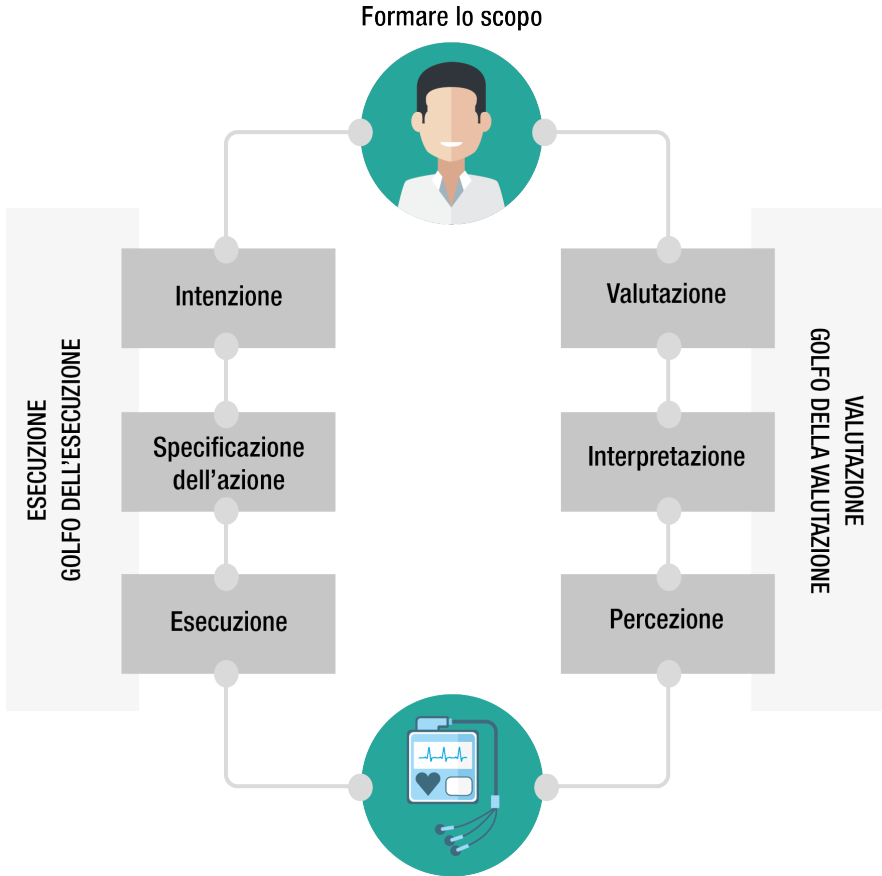 Formare lo scopo
Intenzione
Specificazione
dell’azione
Esecuzione
ESECUZIONE
GOLFO DELL’ESECUZIONE
Valutazione
Interpretazione
Percezione
VALUTAZIONE
GOLFO DELLA VALUTAZIONE